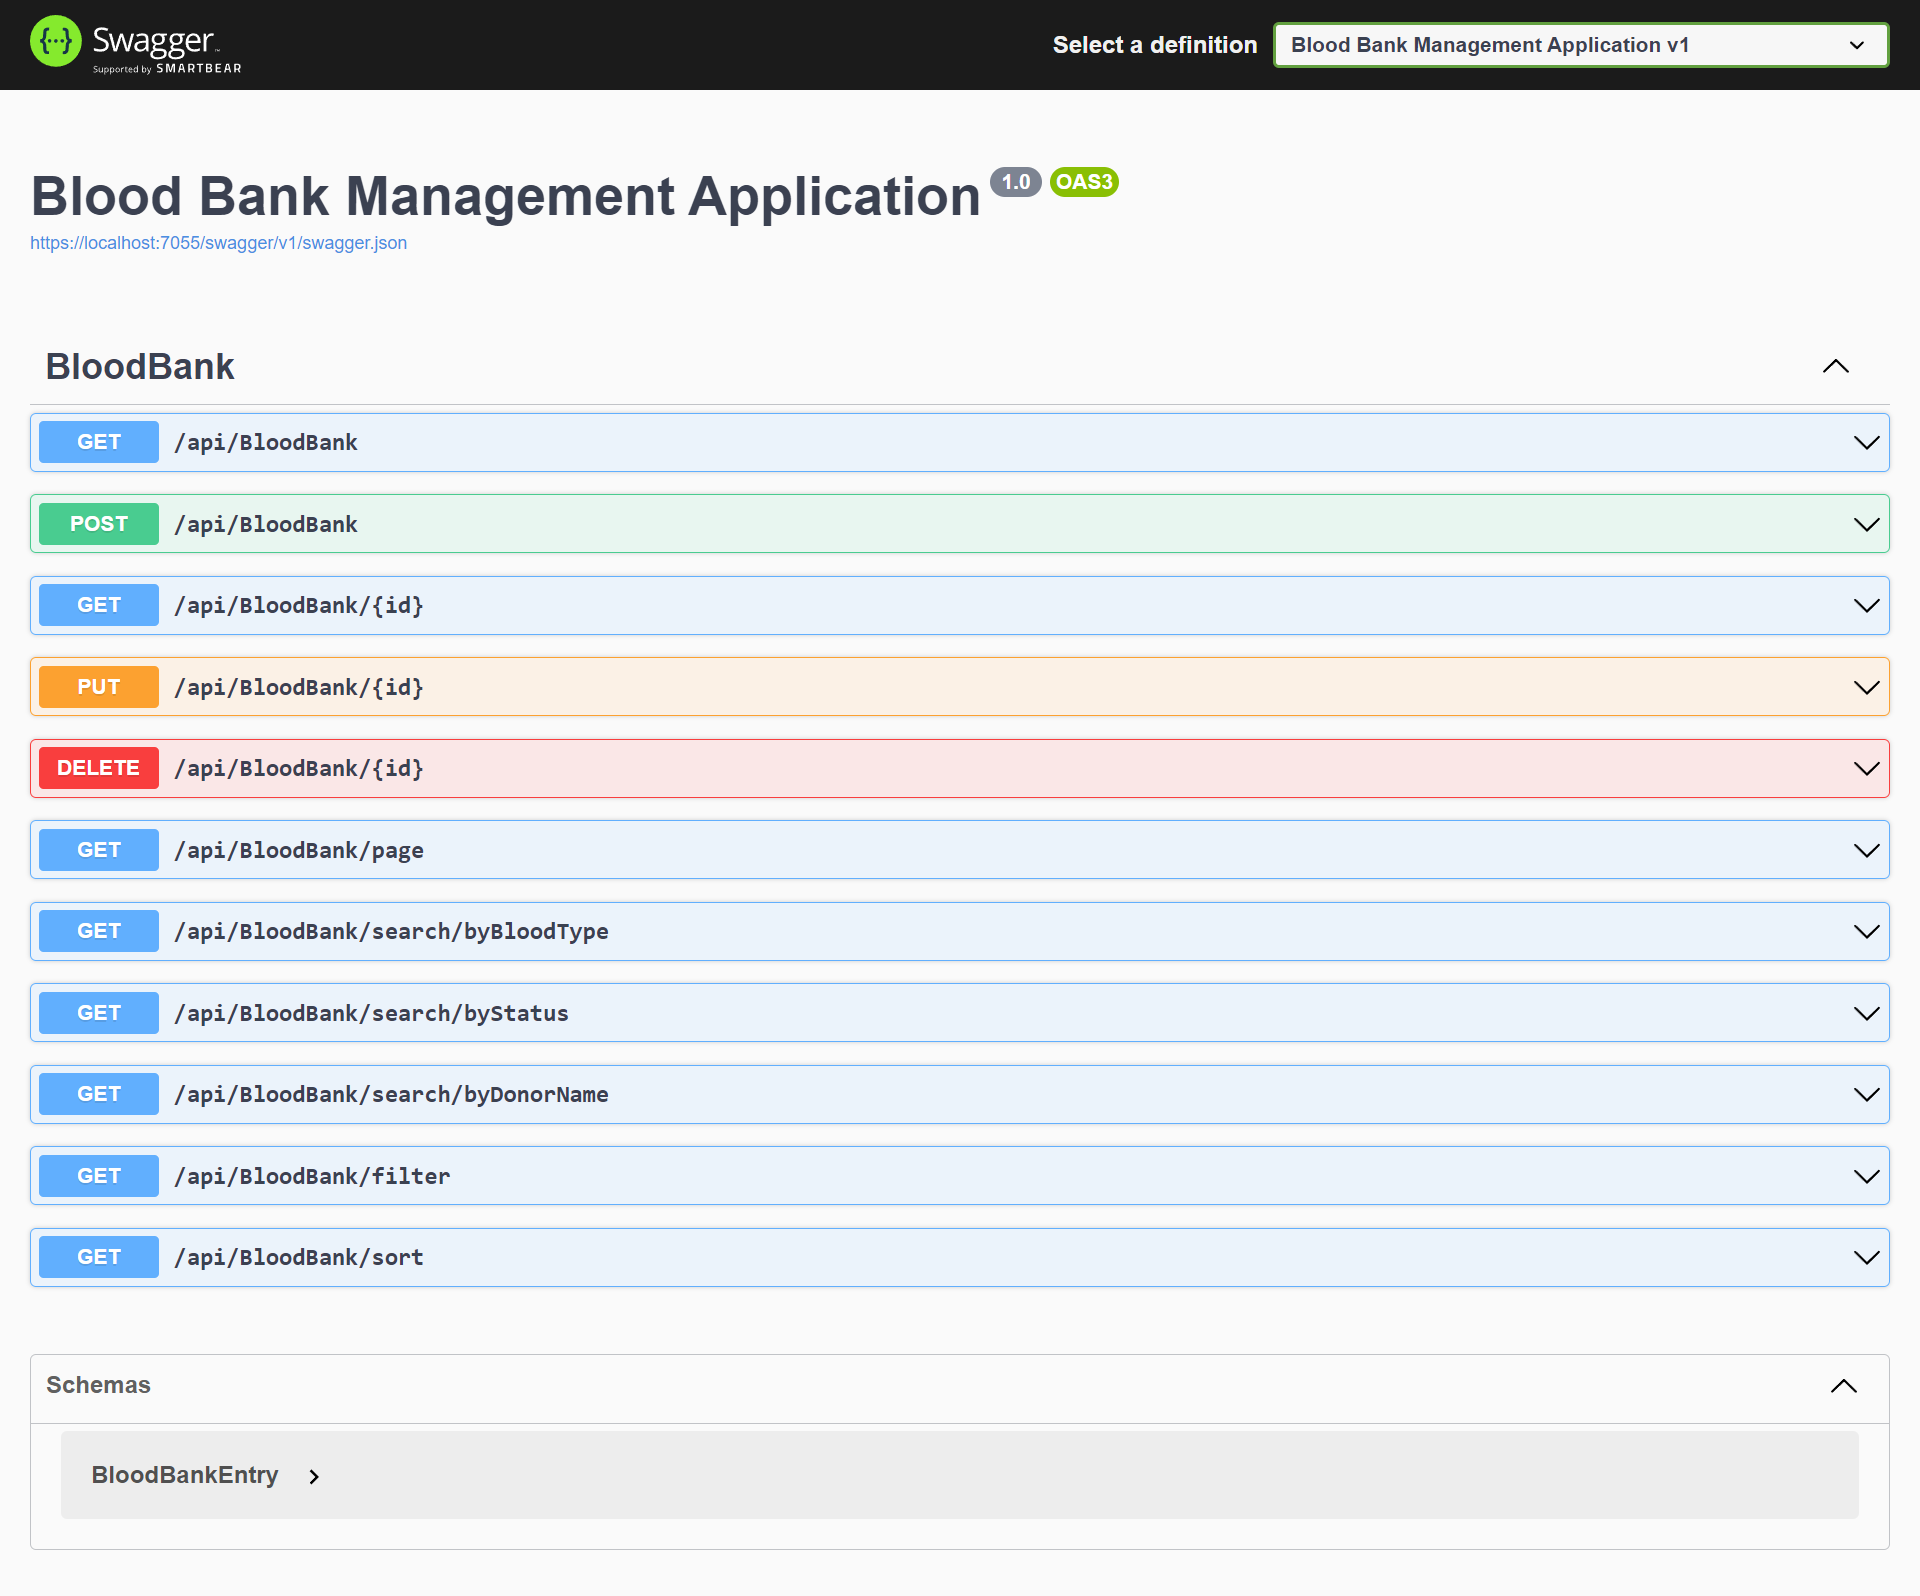 {···} Swagger™
Supported by SMARTBEAR
Select a definition
Blood Bank Management Application v1
Blood Bank Management Application 1.0 OAS3
https://localhost:7055/swagger/v1/swagger.json
BloodBank
GET /api/BloodBank
POST /api/BloodBank
GET /api/BloodBank/{id}
PUT /api/BloodBank/{id}
DELETE /api/BloodBank/{id}
GET /api/BloodBank/page
GET /api/BloodBank/search/byBloodType
GET /api/BloodBank/search/byStatus
GET /api/BloodBank/search/byDonorName
GET /api/BloodBank/filter
GET /api/BloodBank/sort
Schemas
BloodBankEntry